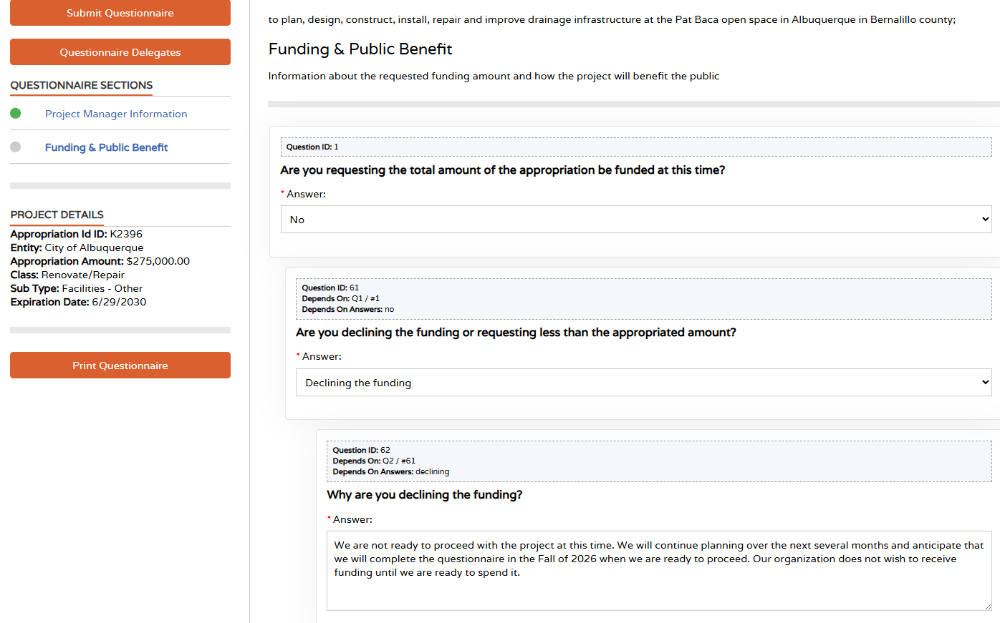 Submit Questionnaire
Questionnaire Delegates
QUESTIONNAIRE SECTIONS
Project Manager Information
Funding & Public Benefit
PROJECT DETAILS
Appropriation Id ID: K2396
Entity: City of Albuquerque
Appropriation Amount: $275,000.00
Class: Renovate/Repair
Sub Type: Facilities - Other
Expiration Date: 6/29/2030
Print Questionnaire
to plan, design, construct, install, repair and improve drainage infrastructure at the Pat Baca open space in Albuquerque in Bernalillo county;
Funding & Public Benefit
Information about the requested funding amount and how the project will benefit the public
Question ID: 1
Are you requesting the total amount of the appropriation be funded at this time?
* Answer:
No
Question ID: 61
Depends On: Q1 / #1
Depends On Answers: no
Are you declining the funding or requesting less than the appropriated amount?
* Answer:
Declining the funding
Question ID: 62
Depends On: Q2 / #61
Depends On Answers: declining
Why are you declining the funding?
* Answer:
We are not ready to proceed with the project at this time. We will continue planning over the next several months and anticipate that
we will complete the questionnaire in the Fall of 2026 when we are ready to proceed. Our organization does not wish to receive
funding until we are ready to spend it.